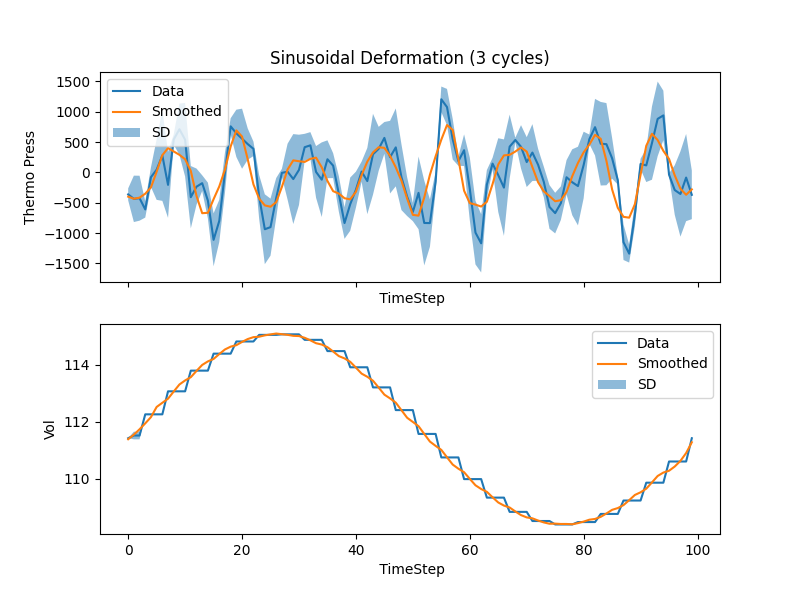 Sinusoidal Deformation (3 cycles)
Thermo Press
1500
1000
500
0
−500
−1000
−1500
Data
Smoothed
SD
TimeStep
Vol
114
112
110
Data
Smoothed
SD
0
20
40
60
80
100
TimeStep